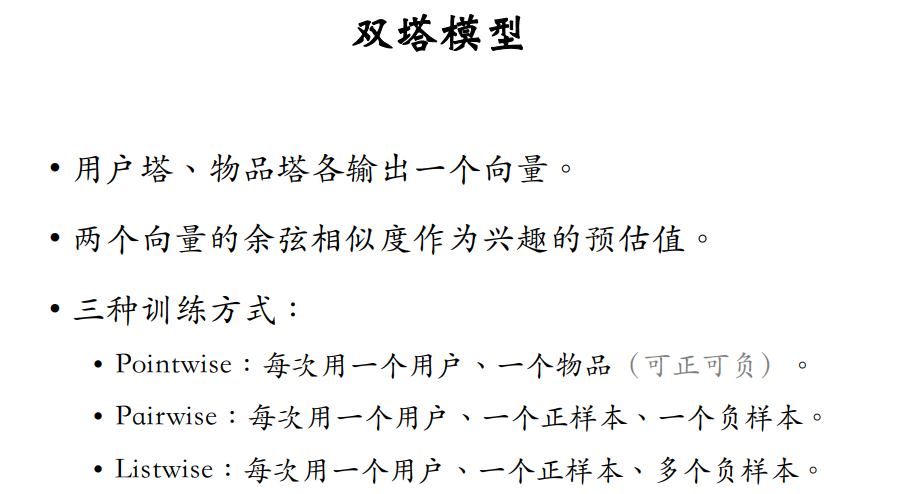 双塔模型
• 用户塔、物品塔各输出一个向量。
• 两个向量的余弦相似度作为兴趣的预估值。
• 三种训练方式：
• Pointwise：每次用一个用户、一个物品（可正可负）。
• Pairwise：每次用一个用户、一个正样本、一个负样本。
• Listwise：每次用一个用户、一个正样本、多个负样本。